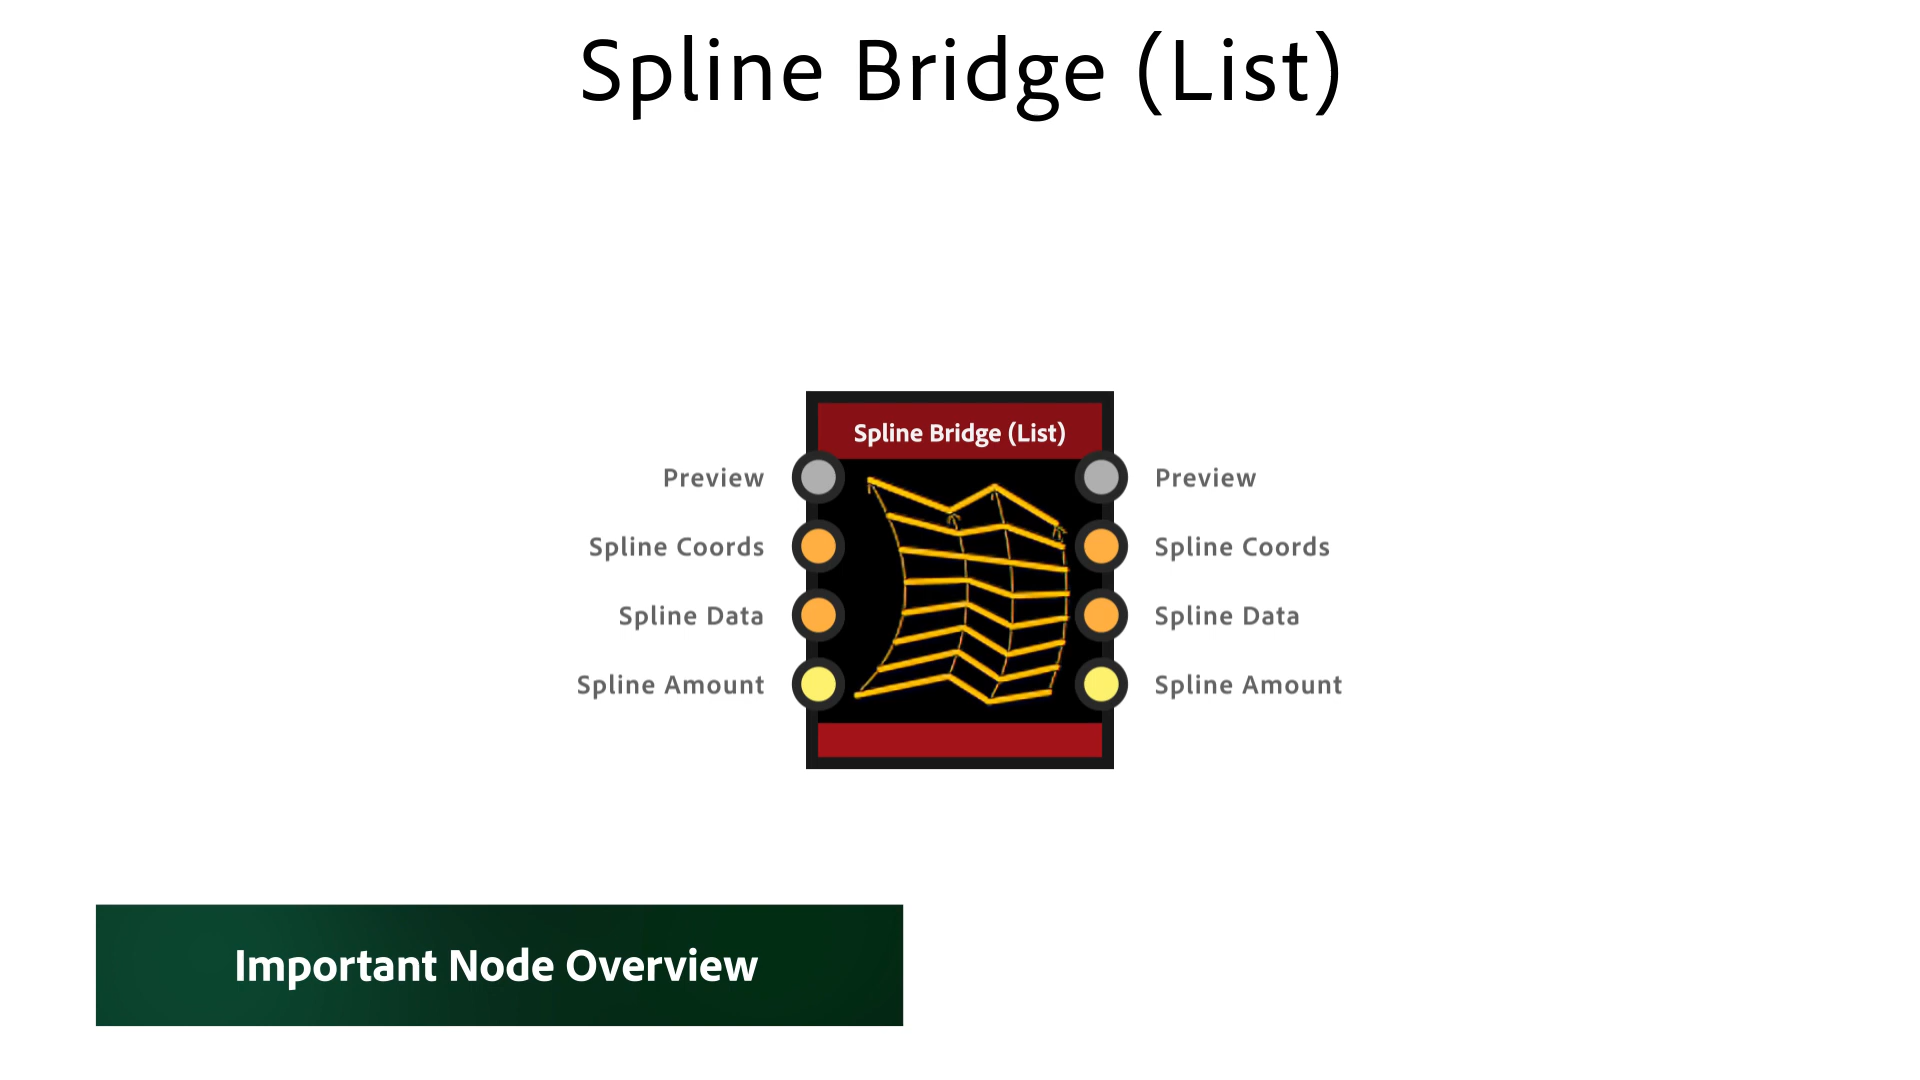 Spline Bridge (List)
Spline Bridge (List)
Preview
Preview
Spline Coords
Spline Coords
Spline Data
Spline Data
Spline Amount
Spline Amount
Important Node Overview